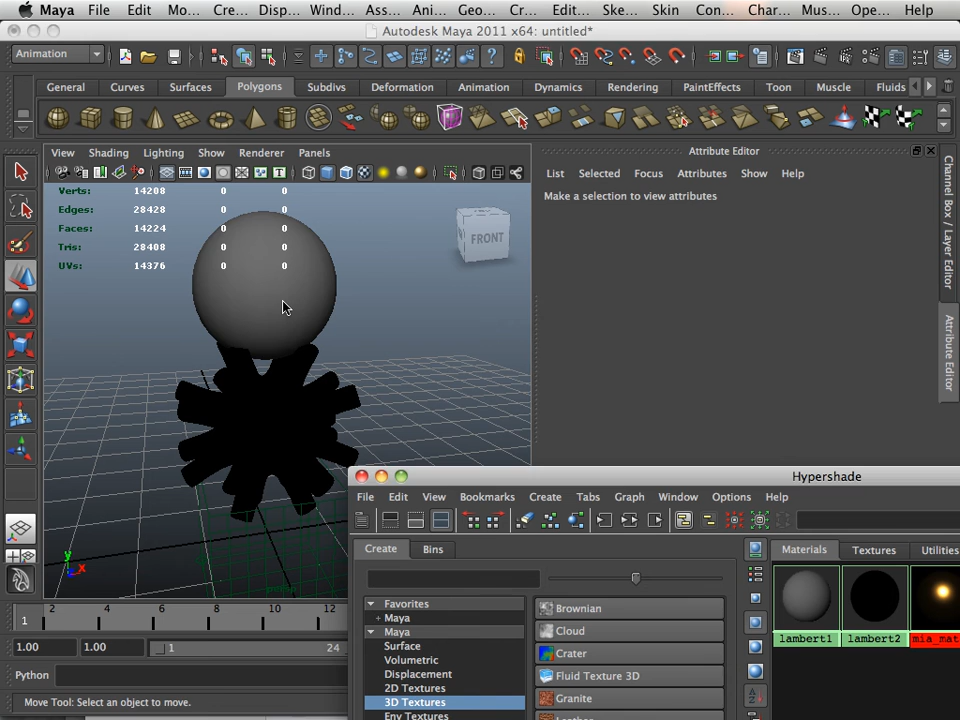 Maya File Edit Mo... Cre... Disp... Wind... Ass... Ani... Geo... Cr... Edit... Ske... Skin Con... Char... Mus... Ope... Help
Autodesk Maya 2011 x64: untitled*
Animation
General Curves Surfaces Polygons Subdivs Deformation Animation Dynamics Rendering PaintEffects Toon Muscle Fluids
View Shading Lighting Show Renderer Panels
Attribute Editor
List Selected Focus Attributes Show Help
Make a selection to view attributes
Verts: 14208 0 0
Edges: 28428 0 0
Faces: 14224 0 0
Tris: 28408 0 0
UVs: 14376 0 0
FRONT
Channel Box / Layer Editor
Attribute Editor
y
x
persp
Hypershade
File Edit View Bookmarks Create Tabs Graph Window Options Help
Create Bins
Materials Textures Utilities
Favorites
+ Maya
Maya
Surface
Volumetric
Displacement
2D Textures
3D Textures
Env Textures
Brownian
Cloud
Crater
Fluid Texture 3D
Granite
Leather
lambert1 lambert2 mia_mat
2 4 6 8 10 12
1
1.00 1.00 1 24
Python
Move Tool: Select an object to move.